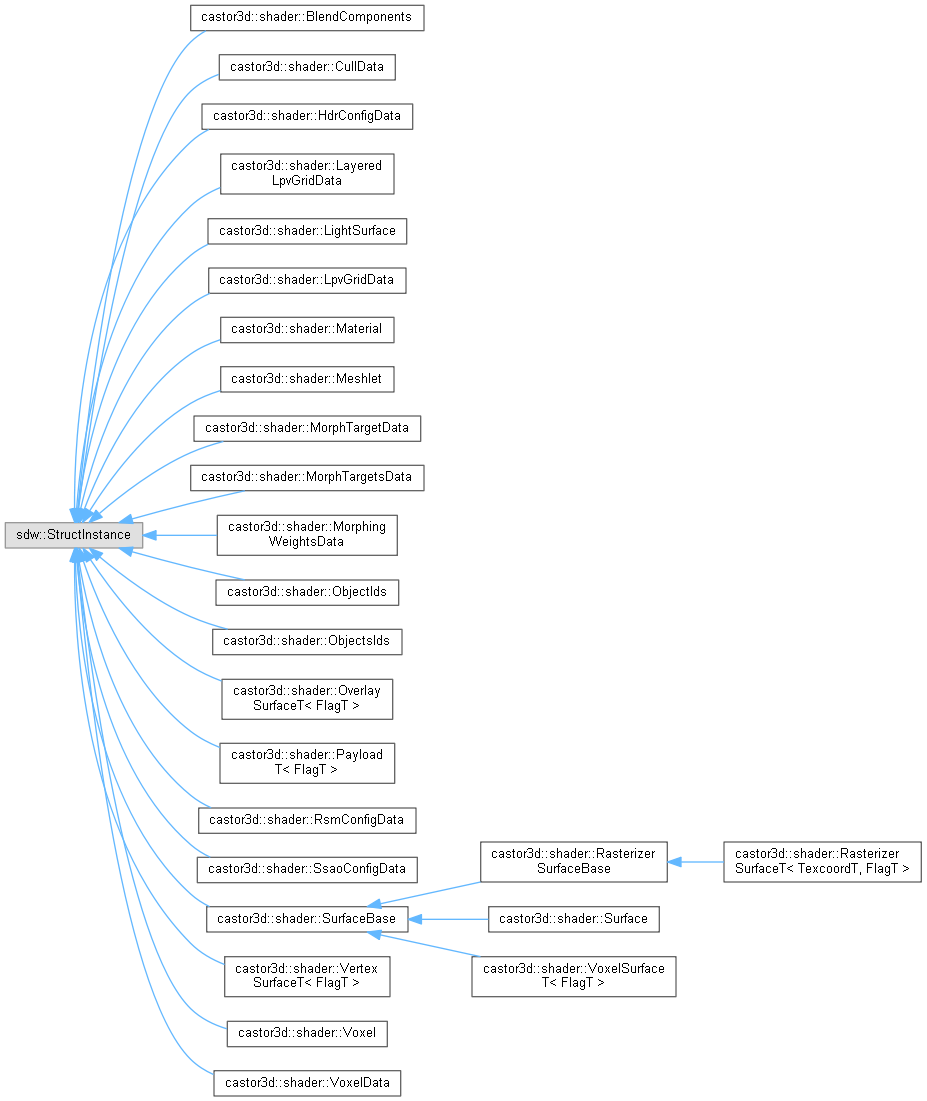 castor3d::shader::BlendComponents
castor3d::shader::CullData
castor3d::shader::HdrConfigData
castor3d::shader::Layered
LpvGridData
castor3d::shader::LightSurface
castor3d::shader::LpvGridData
castor3d::shader::Material
castor3d::shader::Meshlet
castor3d::shader::MorphTargetData
castor3d::shader::MorphTargetsData
sdw::StructInstance
castor3d::shader::Morphing
WeightsData
castor3d::shader::ObjectIds
castor3d::shader::ObjectsIds
castor3d::shader::Overlay
SurfaceT< FlagT >
castor3d::shader::Payload
T< FlagT >
castor3d::shader::RsmConfigData
castor3d::shader::SsaoConfigData
castor3d::shader::Rasterizer
SurfaceBase
castor3d::shader::Rasterizer
SurfaceT< TexcoordT, FlagT >
castor3d::shader::SurfaceBase
castor3d::shader::Surface
castor3d::shader::Vertex
SurfaceT< FlagT >
castor3d::shader::VoxelSurface
T< FlagT >
castor3d::shader::Voxel
castor3d::shader::VoxelData